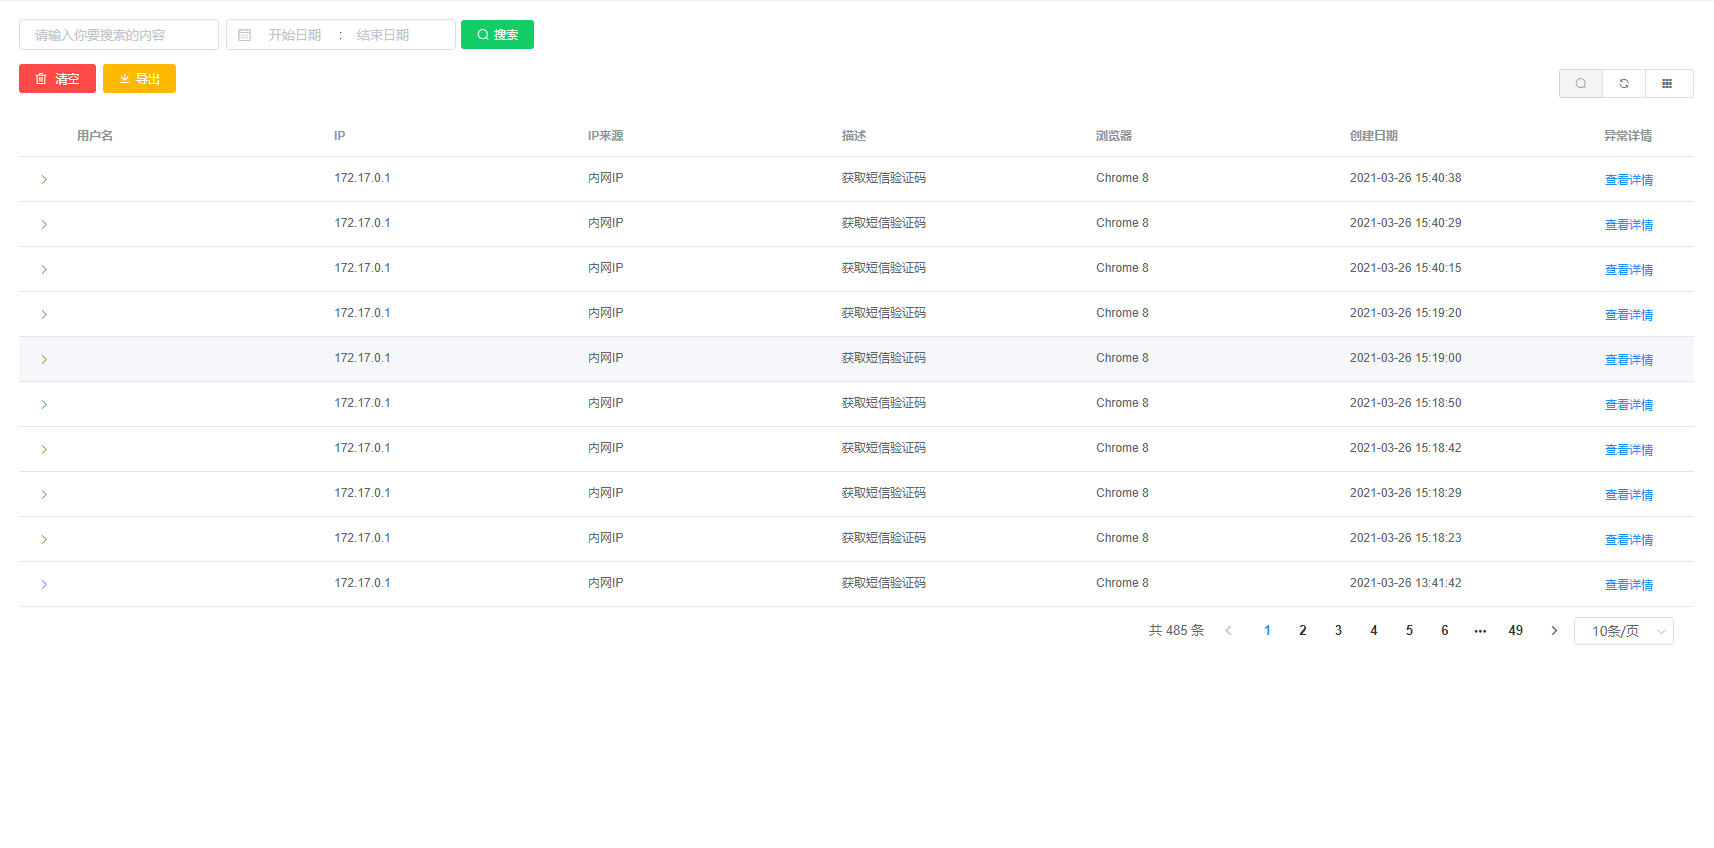 请输入你要搜索的内容 开始日期 : 结束日期 搜索
清空 导出
用户名 IP IP来源 描述 浏览器 创建日期 异常详情
172.17.0.1 内网IP 获取短信验证码 Chrome 8 2021-03-26 15:40:38 查看详情
172.17.0.1 内网IP 获取短信验证码 Chrome 8 2021-03-26 15:40:29 查看详情
172.17.0.1 内网IP 获取短信验证码 Chrome 8 2021-03-26 15:40:15 查看详情
172.17.0.1 内网IP 获取短信验证码 Chrome 8 2021-03-26 15:19:20 查看详情
172.17.0.1 内网IP 获取短信验证码 Chrome 8 2021-03-26 15:19:00 查看详情
172.17.0.1 内网IP 获取短信验证码 Chrome 8 2021-03-26 15:18:50 查看详情
172.17.0.1 内网IP 获取短信验证码 Chrome 8 2021-03-26 15:18:42 查看详情
172.17.0.1 内网IP 获取短信验证码 Chrome 8 2021-03-26 15:18:29 查看详情
172.17.0.1 内网IP 获取短信验证码 Chrome 8 2021-03-26 15:18:23 查看详情
172.17.0.1 内网IP 获取短信验证码 Chrome 8 2021-03-26 13:41:42 查看详情
共 485 条 1 2 3 4 5 6 ··· 49 10条/页